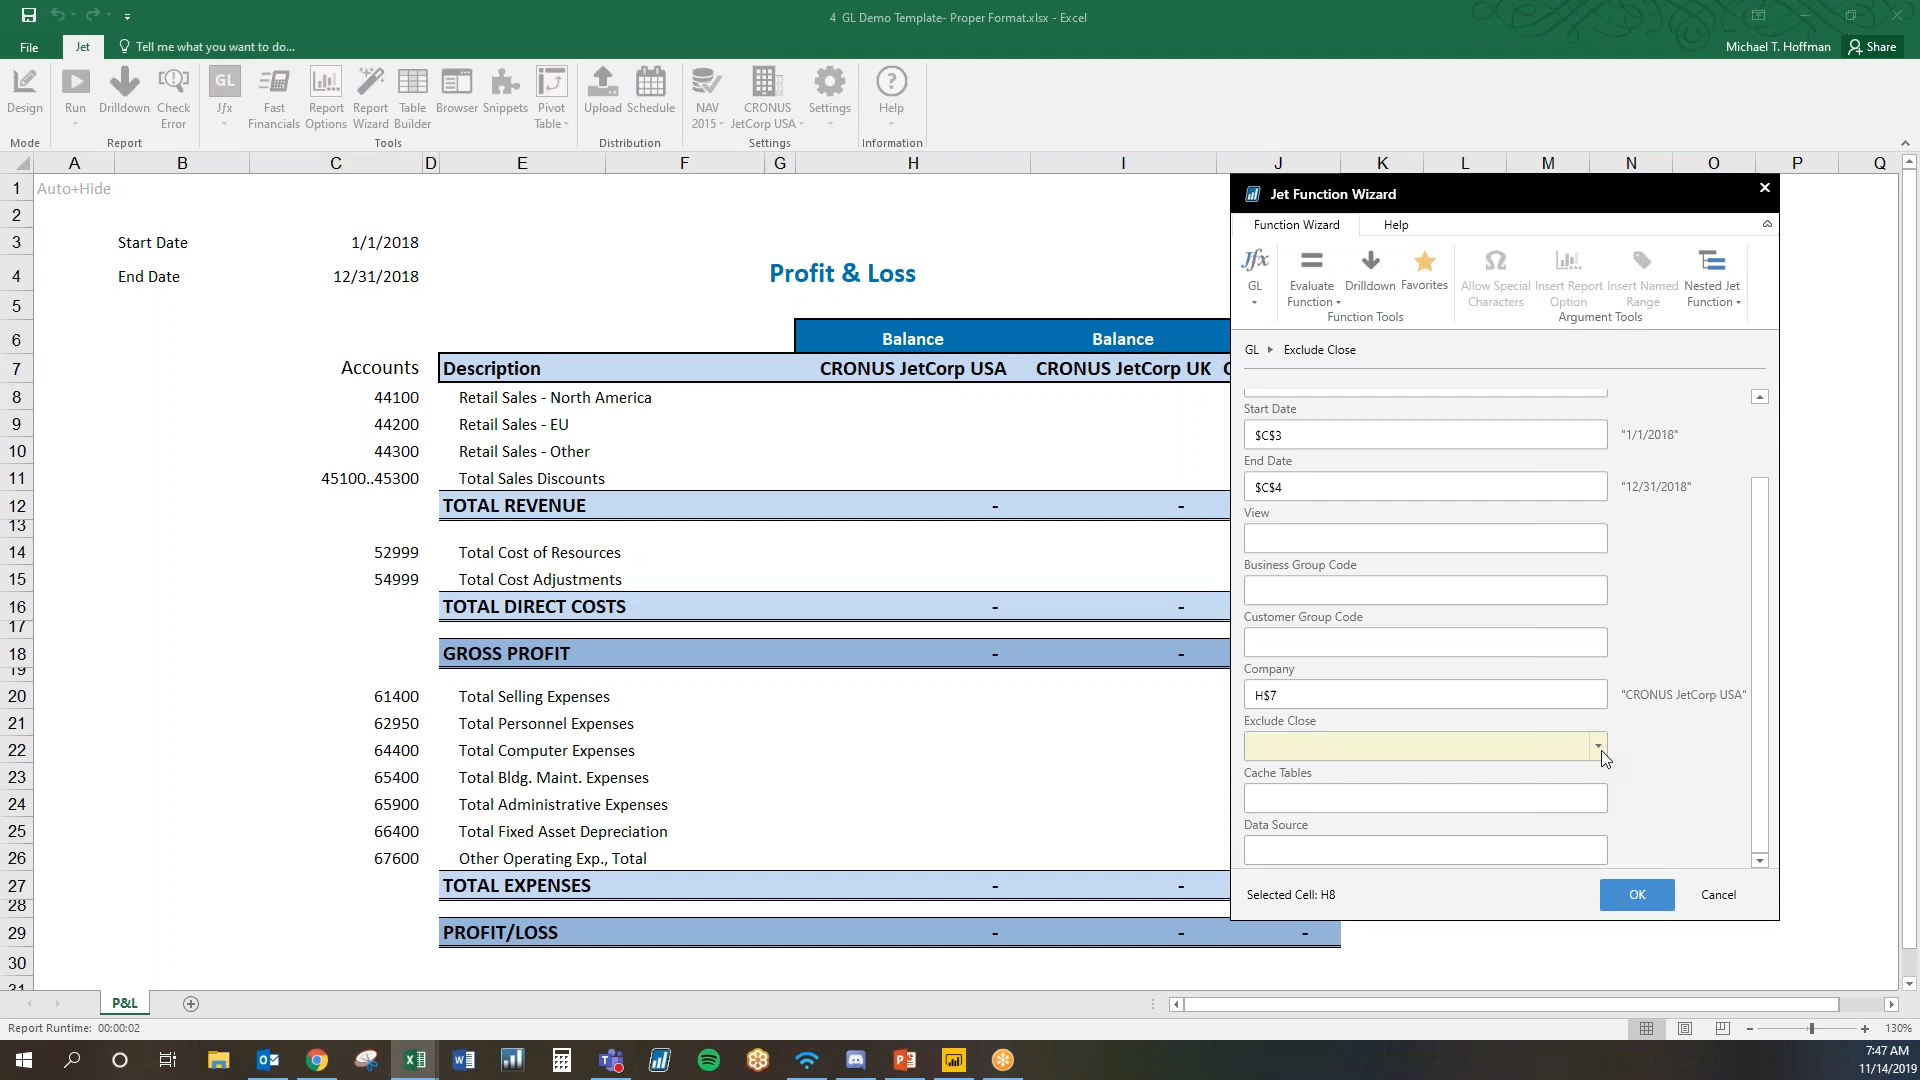 4 GL Demo Template- Proper Format.xlsx - Excel
File
Jet
Tell me what you want to do...
Michael T. Hoffman
Share
Design
Run
Drilldown
Check
Error
GL
Jfx
Fast
Financials
Report
Options
Report
Wizard
Table
Builder
Browser
Snippets
Pivot
Table
Upload
Schedule
NAV
2015
CRONUS
JetCorp USA
Settings
Help
Mode
Report
Tools
Distribution
Settings
Information
A B C D E F G H I J K L M N O P Q
1 Auto+Hide
2
3 Start Date 1/1/2018
4 End Date 12/31/2018 Profit & Loss
5
6 Balance Balance
7 Accounts Description CRONUS JetCorp USA CRONUS JetCorp UK
8 44100 Retail Sales - North America
9 44200 Retail Sales - EU
10 44300 Retail Sales - Other
11 45100..45300 Total Sales Discounts
12 TOTAL REVENUE - -
13
14 52999 Total Cost of Resources
15 54999 Total Cost Adjustments
16 TOTAL DIRECT COSTS - -
17
18 GROSS PROFIT - -
19
20 61400 Total Selling Expenses
21 62950 Total Personnel Expenses
22 64400 Total Computer Expenses
23 65400 Total Bldg. Maint. Expenses
24 65900 Total Administrative Expenses
25 66400 Total Fixed Asset Depreciation
26 67600 Other Operating Exp., Total
27 TOTAL EXPENSES - -
28
29 PROFIT/LOSS - - -
30
31
Jet Function Wizard
Function Wizard
Help
Jfx
GL
Evaluate
Function
Drilldown
Favorites
Function Tools
Allow Special
Characters
Insert Report
Option
Insert Named
Range
Nested Jet
Function
Argument Tools
GL Exclude Close
Start Date
$C$3 "1/1/2018"
End Date
$C$4 "12/31/2018"
View
Business Group Code
Customer Group Code
Company
H$7 "CRONUS JetCorp USA"
Exclude Close
Cache Tables
Data Source
Selected Cell: H8
OK
Cancel
P&L
Report Runtime: 00:00:02
130%
7:47 AM
11/14/2019